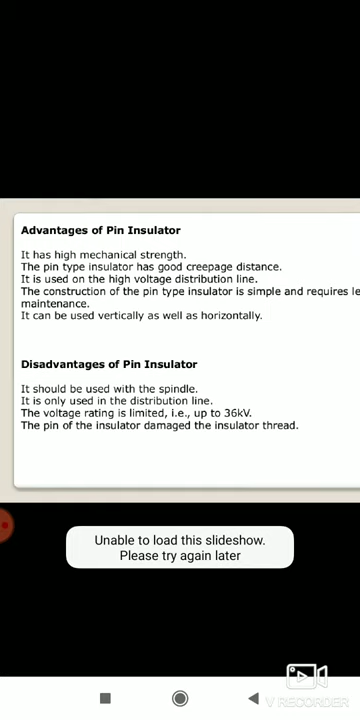 Advantages of Pin Insulator
It has high mechanical strength.
The pin type insulator has good creepage distance.
It is used on the high voltage distribution line.
The construction of the pin type insulator is simple and requires le
maintenance.
It can be used vertically as well as horizontally.
Disadvantages of Pin Insulator
It should be used with the spindle.
It is only used in the distribution line.
The voltage rating is limited, i.e., up to 36kV.
The pin of the insulator damaged the insulator thread.
Unable to load this slideshow.
Please try again later
V RECORDER